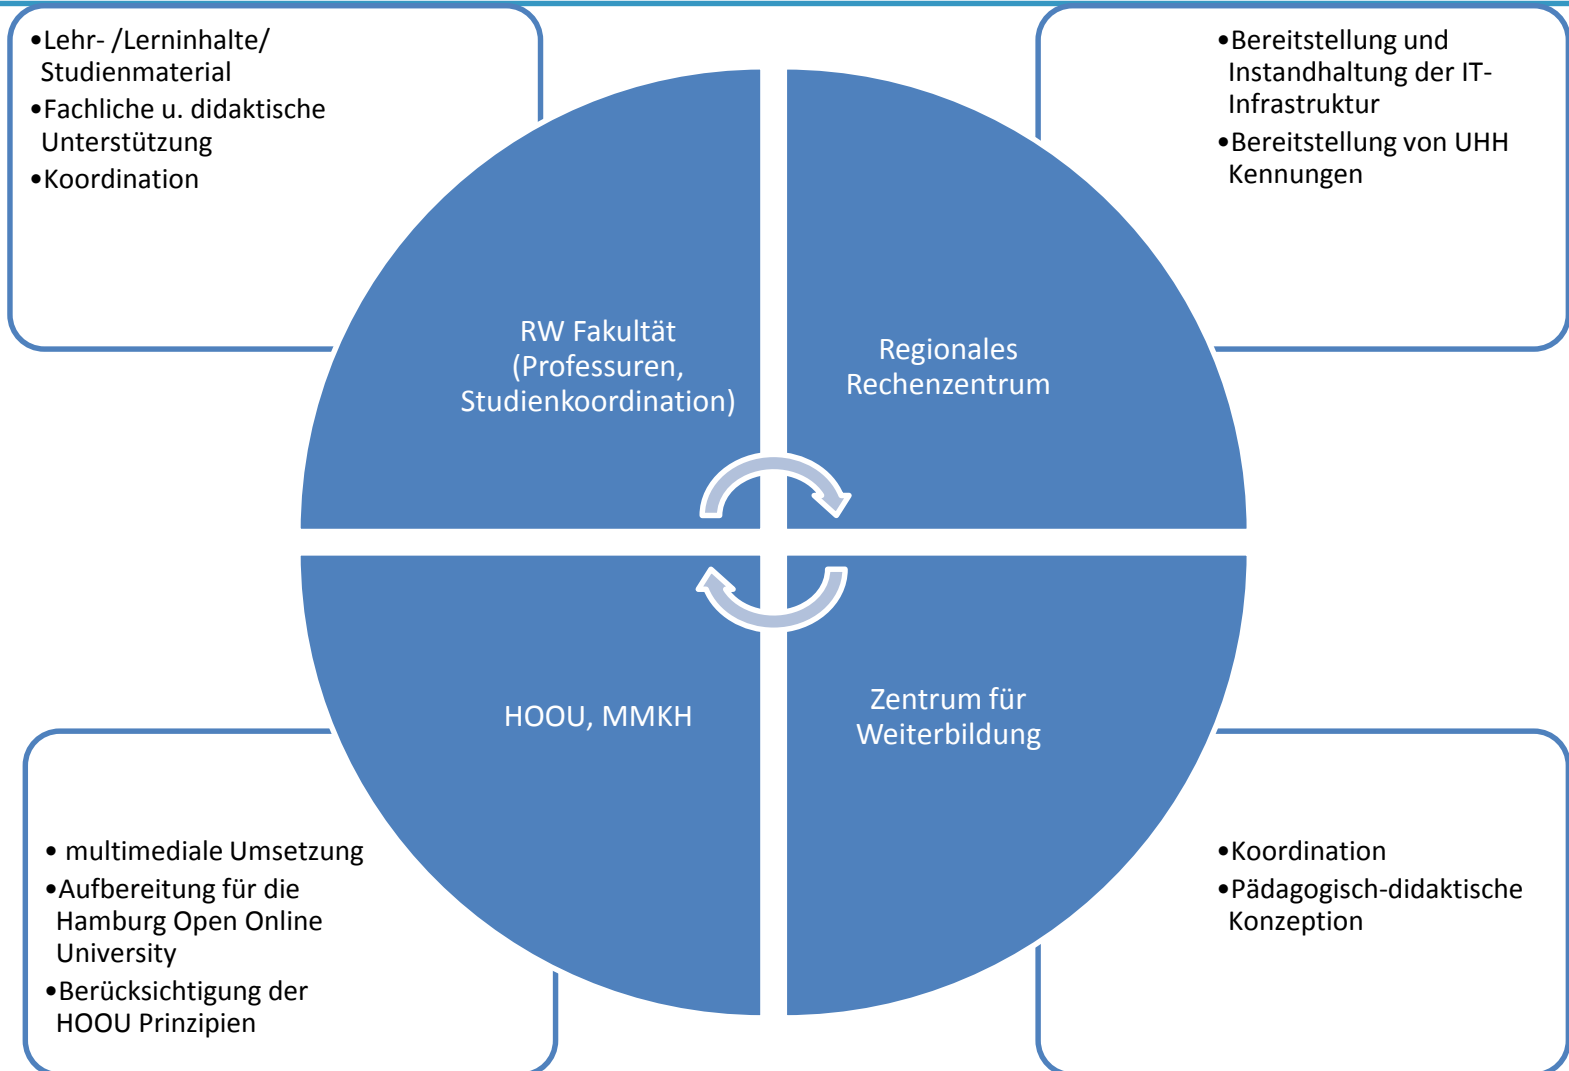 •Lehr- /Lerninhalte/
Studienmaterial
•Fachliche u. didaktische
Unterstützung
•Koordination
•Bereitstellung und
Instandhaltung der IT-
Infrastruktur
•Bereitstellung von UHH
Kennungen
RW Fakultät
(Professuren,
Studienkoordination)
Regionales
Rechenzentrum
HOOU, MMKH
Zentrum für
Weiterbildung
• multimediale Umsetzung
•Aufbereitung für die
Hamburg Open Online
University
•Berücksichtigung der
HOOU Prinzipien
•Koordination
•Pädagogisch-didaktische
Konzeption